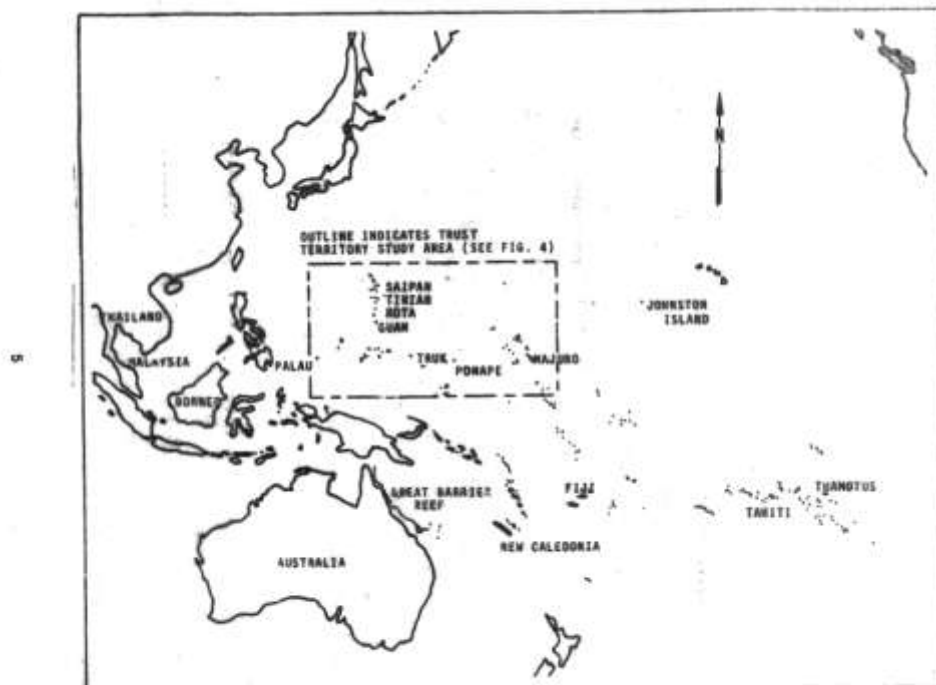 OUTLINE INDICATES TRUST
TERRITORY STUDY AREA (SEE FIG. 4)
N
SAIPAN
TINIAN
ROTA
GUAM
JOHNSTON
ISLAND
THAILAND
MALAYSIA
PALAU
TRUK
PONAPE
MAJURO
BORNEO
GREAT BARRIER
REEF
FIJI
TUAMOTUS
TAHITI
NEW CALEDONIA
AUSTRALIA
5